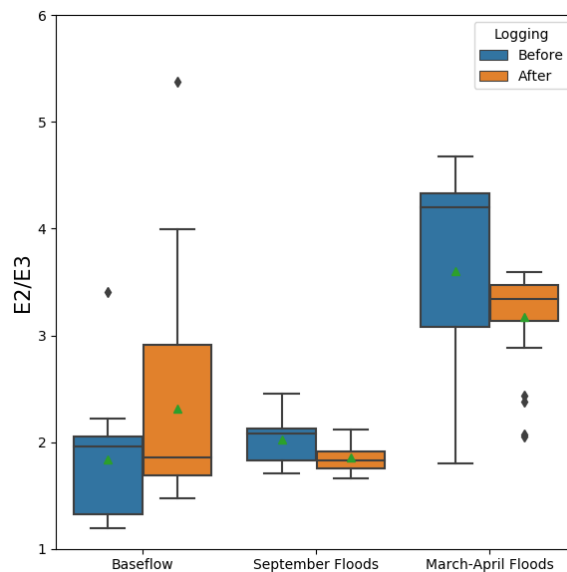 Logging
Before
After
E2/E3
6
5
4
3
2
1
Baseflow
September Floods
March-April Floods